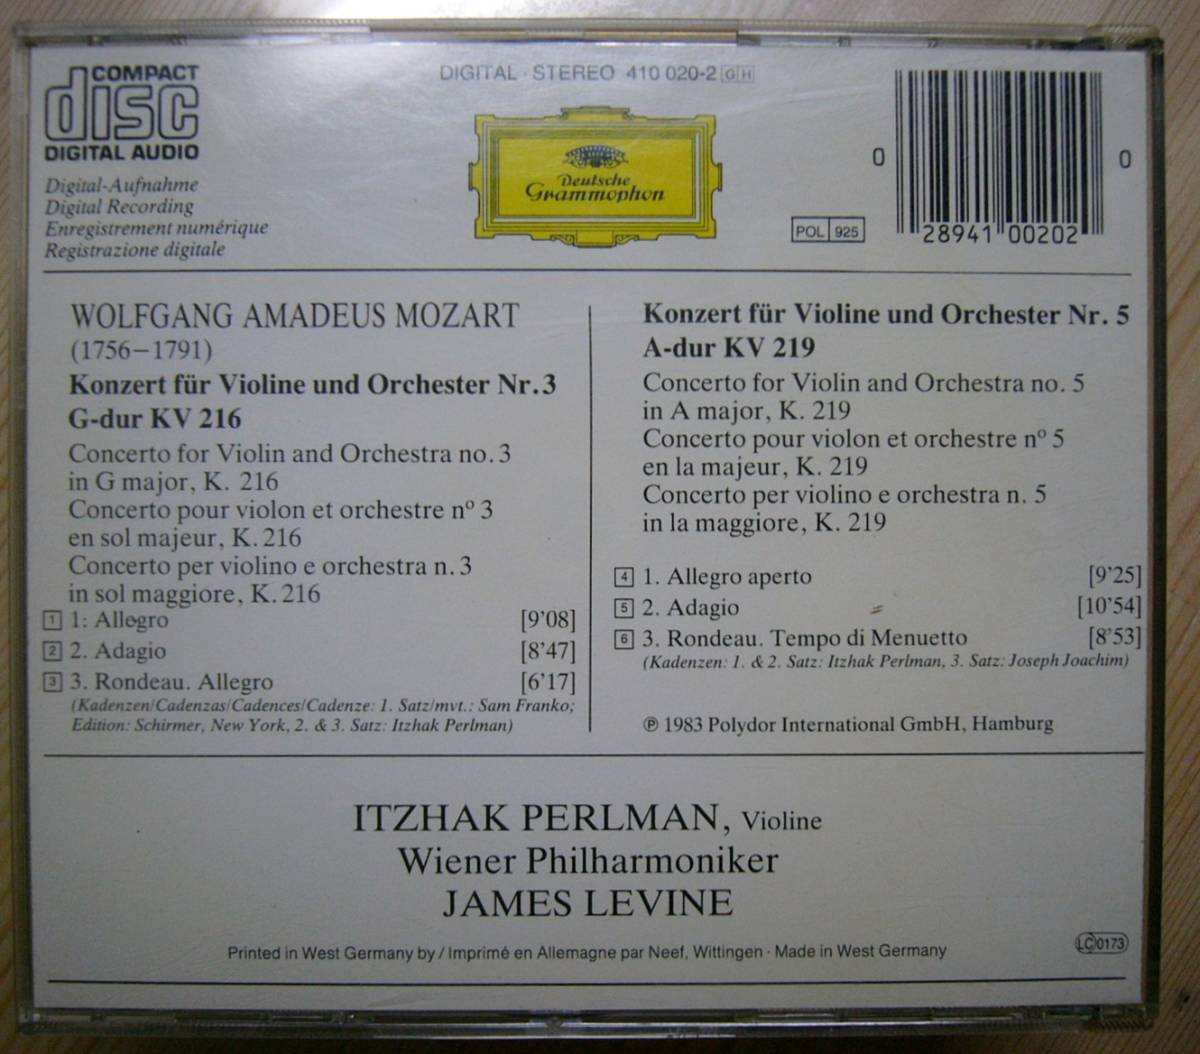 COMPACT
disc
DIGITAL AUDIO
Digital-Aufnahme
Digital Recording
Enregistrement numérique
Registrazione digitale
DIGITAL · STEREO 410 020-2 GH
Deutsche
Grammophon
POL 925
0 28941 00202 0
WOLFGANG AMADEUS MOZART
(1756–1791)
Konzert für Violine und Orchester Nr. 3
G-dur KV 216
Concerto for Violin and Orchestra no. 3
in G major, K. 216
Concerto pour violon et orchestre nº 3
en sol majeur, K. 216
Concerto per violino e orchestra n. 3
in sol maggiore, K. 216
1 1. Allegro [9’08]
2 2. Adagio [8’47]
3 3. Rondeau. Allegro [6’17]
(Kadenzen/Cadenzas/Cadences/Cadenze: 1. Satz/mvt.: Sam Franko;
Edition: Schirmer, New York, 2. & 3. Satz: Itzhak Perlman)
Konzert für Violine und Orchester Nr. 5
A-dur KV 219
Concerto for Violin and Orchestra no. 5
in A major, K. 219
Concerto pour violon et orchestre nº 5
en la majeur, K. 219
Concerto per violino e orchestra n. 5
in la maggiore, K. 219
4 1. Allegro aperto [9’25]
5 2. Adagio [10’54]
6 3. Rondeau. Tempo di Menuetto [8’53]
(Kadenzen: 1. & 2. Satz: Itzhak Perlman, 3. Satz: Joseph Joachim)
℗ 1983 Polydor International GmbH, Hamburg
ITZHAK PERLMAN, Violine
Wiener Philharmoniker
JAMES LEVINE
Printed in West Germany by / Imprimé en Allemagne par Neef, Wittingen · Made in West Germany
LC 0173